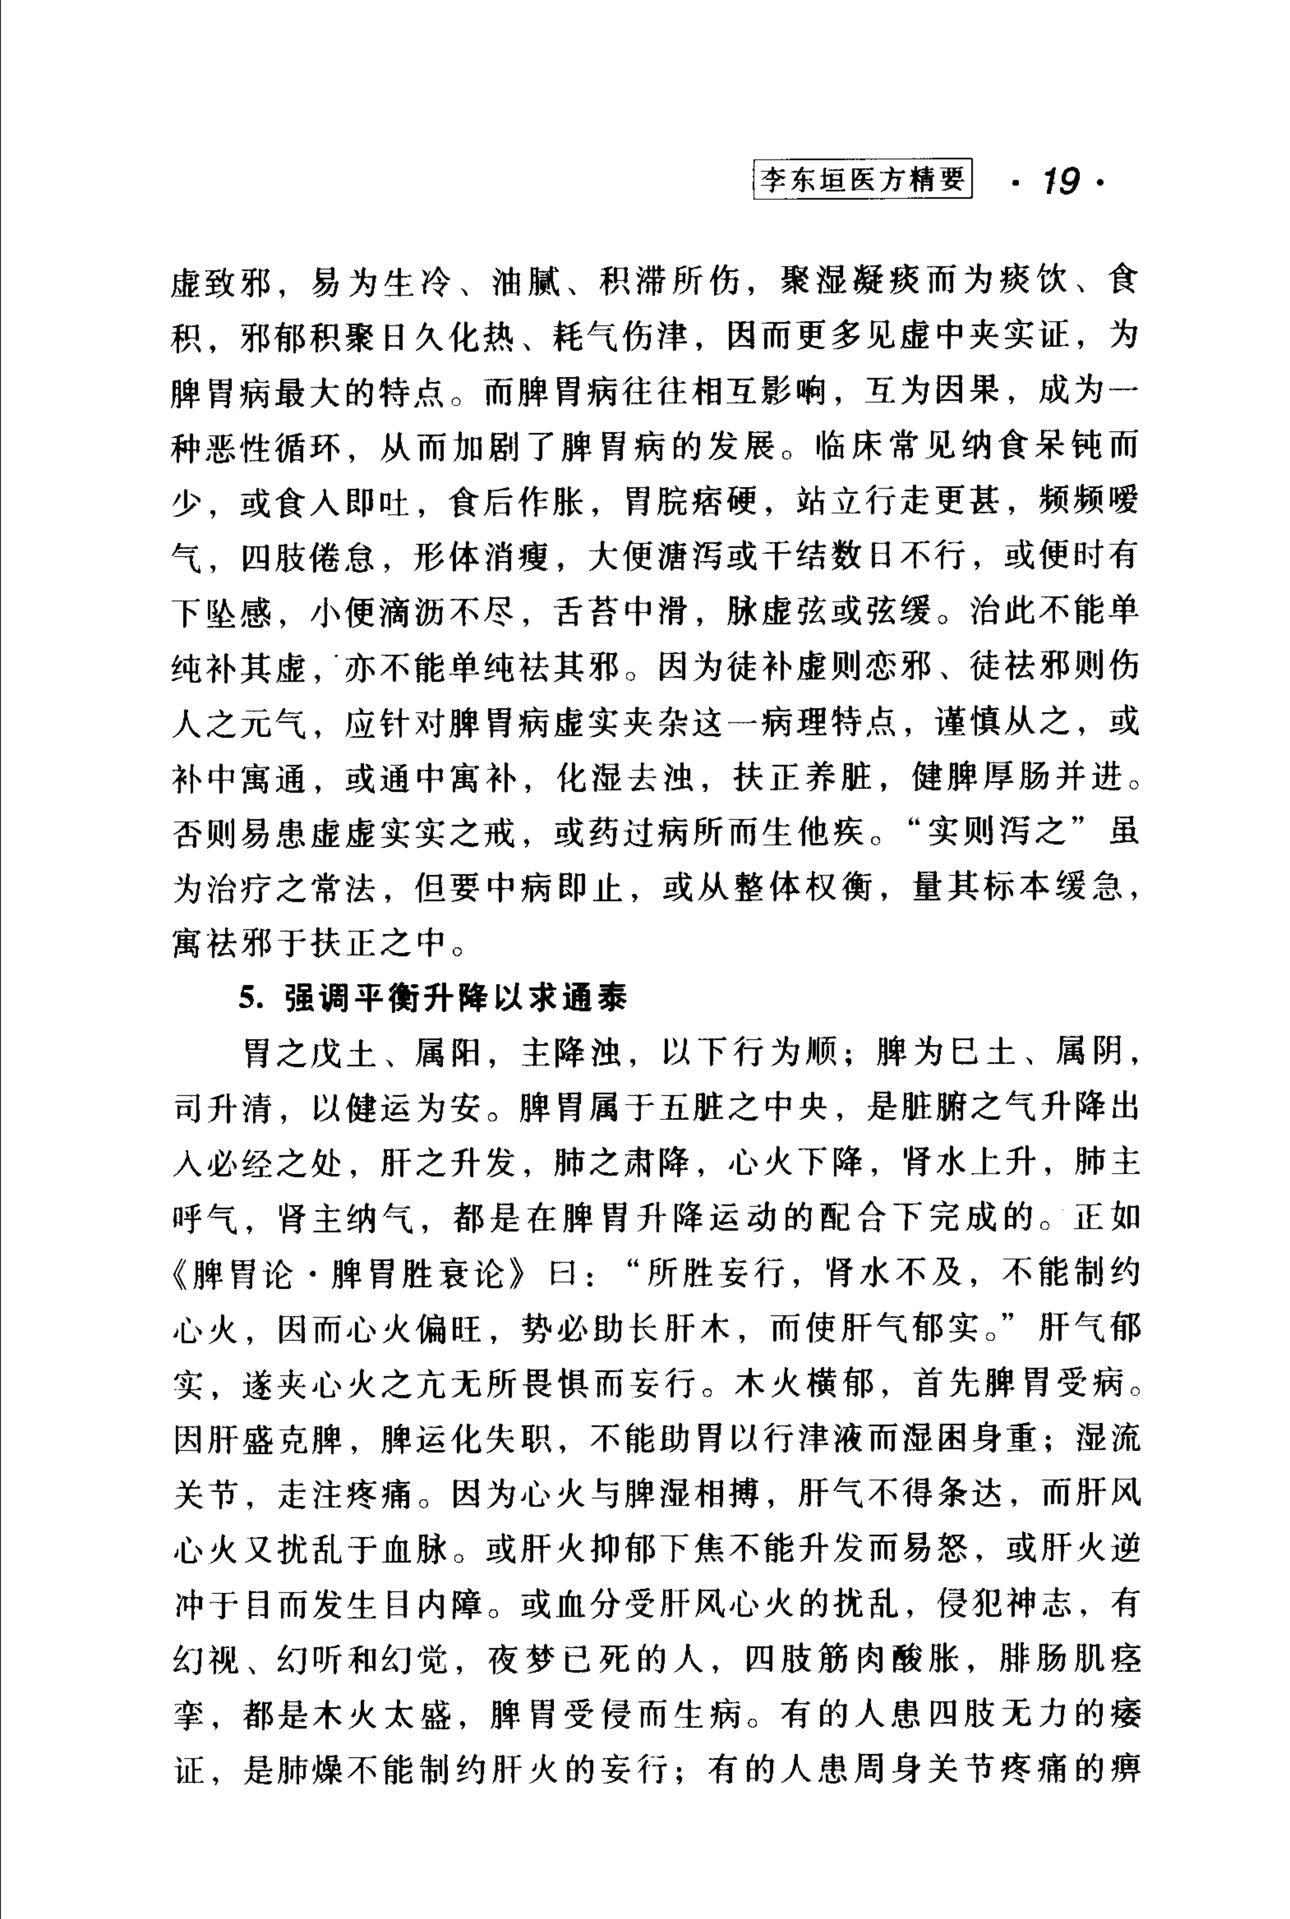 李东垣医方精要 · 19 ·
虚致邪，易为生冷、油腻、积滞所伤，聚湿凝痰而为痰饮、食
积，邪郁积聚日久化热、耗气伤津，因而更多见虚中夹实证，为
脾胃病最大的特点。而脾胃病往往相互影响，互为因果，成为一
种恶性循环，从而加剧了脾胃病的发展。临床常见纳食呆钝而
少，或食入即吐，食后作胀，胃脘痞硬，站立行走更甚，频频嗳
气，四肢倦怠，形体消瘦，大便溏泻或干结数日不行，或便时有
下坠感，小便滴沥不尽，舌苔中滑，脉虚弦或弦缓。治此不能单
纯补其虚，亦不能单纯祛其邪。因为徒补虚则恋邪、徒祛邪则伤
人之元气，应针对脾胃病虚实夹杂这一病理特点，谨慎从之，或
补中寓通，或通中寓补，化湿去浊，扶正养脏，健脾厚肠并进。
否则易患虚虚实实之戒，或药过病所而生他疾。“实则泻之”虽
为治疗之常法，但要中病即止，或从整体权衡，量其标本缓急，
寓祛邪于扶正之中。
5. 强调平衡升降以求通泰
胃之戊土、属阳，主降浊，以下行为顺；脾为巳土、属阴，
司升清，以健运为安。脾胃属于五脏之中央，是脏腑之气升降出
入必经之处，肝之升发，肺之肃降，心火下降，肾水上升，肺主
呼气，肾主纳气，都是在脾胃升降运动的配合下完成的。正如
《脾胃论·脾胃胜衰论》曰：“所胜妄行，肾水不及，不能制约
心火，因而心火偏旺，势必助长肝木，而使肝气郁实。”肝气郁
实，遂夹心火之亢无所畏惧而妄行。木火横郁，首先脾胃受病。
因肝盛克脾，脾运化失职，不能助胃以行津液而湿困身重；湿流
关节，走注疼痛。因为心火与脾湿相搏，肝气不得条达，而肝风
心火又扰乱于血脉。或肝火抑郁下焦不能升发而易怒，或肝火逆
冲于目而发生目内障。或血分受肝风心火的扰乱，侵犯神志，有
幻视、幻听和幻觉，夜梦已死的人，四肢筋肉酸胀，腓肠肌痉
挛，都是木火太盛，脾胃受侵而生病。有的人患四肢无力的痿
证，是肺燥不能制约肝火的妄行；有的人患周身关节疼痛的痹